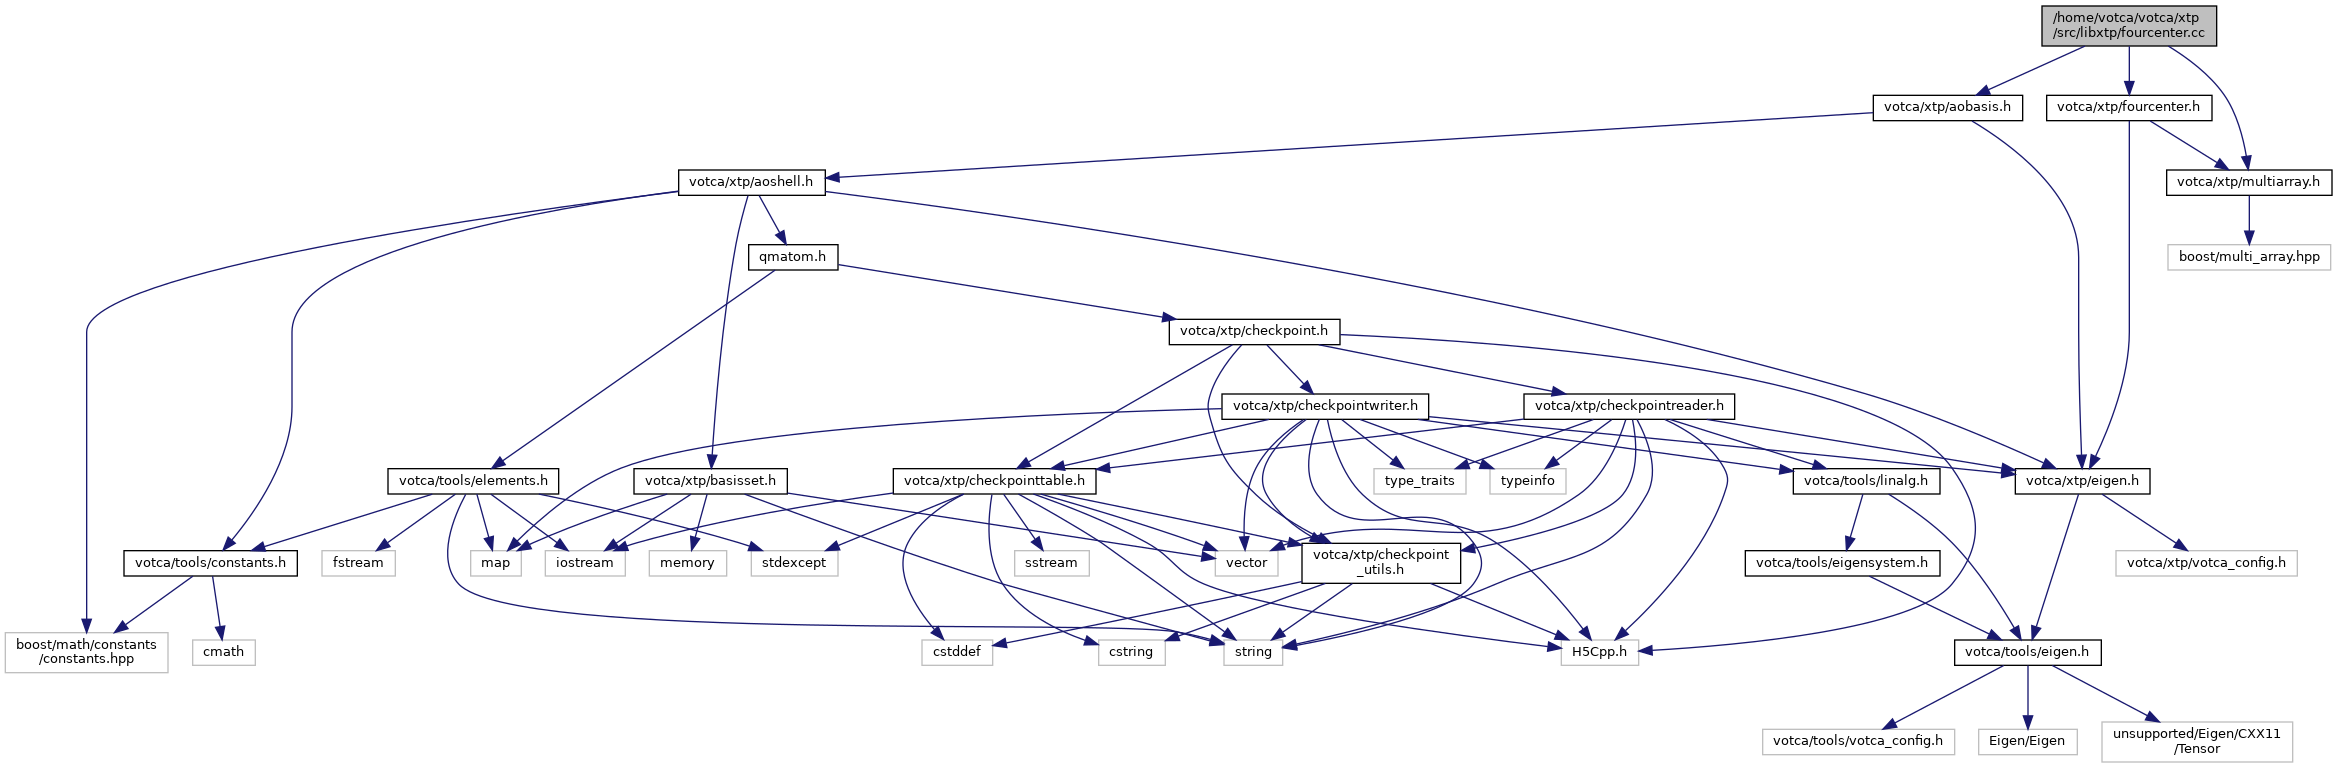 /home/votca/votca/xtp
/src/libxtp/fourcenter.cc
votca/xtp/aobasis.h
votca/xtp/fourcenter.h
votca/xtp/aoshell.h
votca/xtp/multiarray.h
qmatom.h
boost/multi_array.hpp
votca/xtp/checkpoint.h
votca/xtp/checkpointwriter.h
votca/xtp/checkpointreader.h
votca/tools/elements.h
votca/xtp/basisset.h
votca/xtp/checkpointtable.h
type_traits
typeinfo
votca/tools/linalg.h
votca/xtp/eigen.h
votca/tools/constants.h
fstream
map
iostream
memory
stdexcept
sstream
vector
votca/xtp/checkpoint
_utils.h
votca/tools/eigensystem.h
votca/xtp/votca_config.h
boost/math/constants
/constants.hpp
cmath
cstddef
cstring
string
H5Cpp.h
votca/tools/eigen.h
votca/tools/votca_config.h
Eigen/Eigen
unsupported/Eigen/CXX11
/Tensor